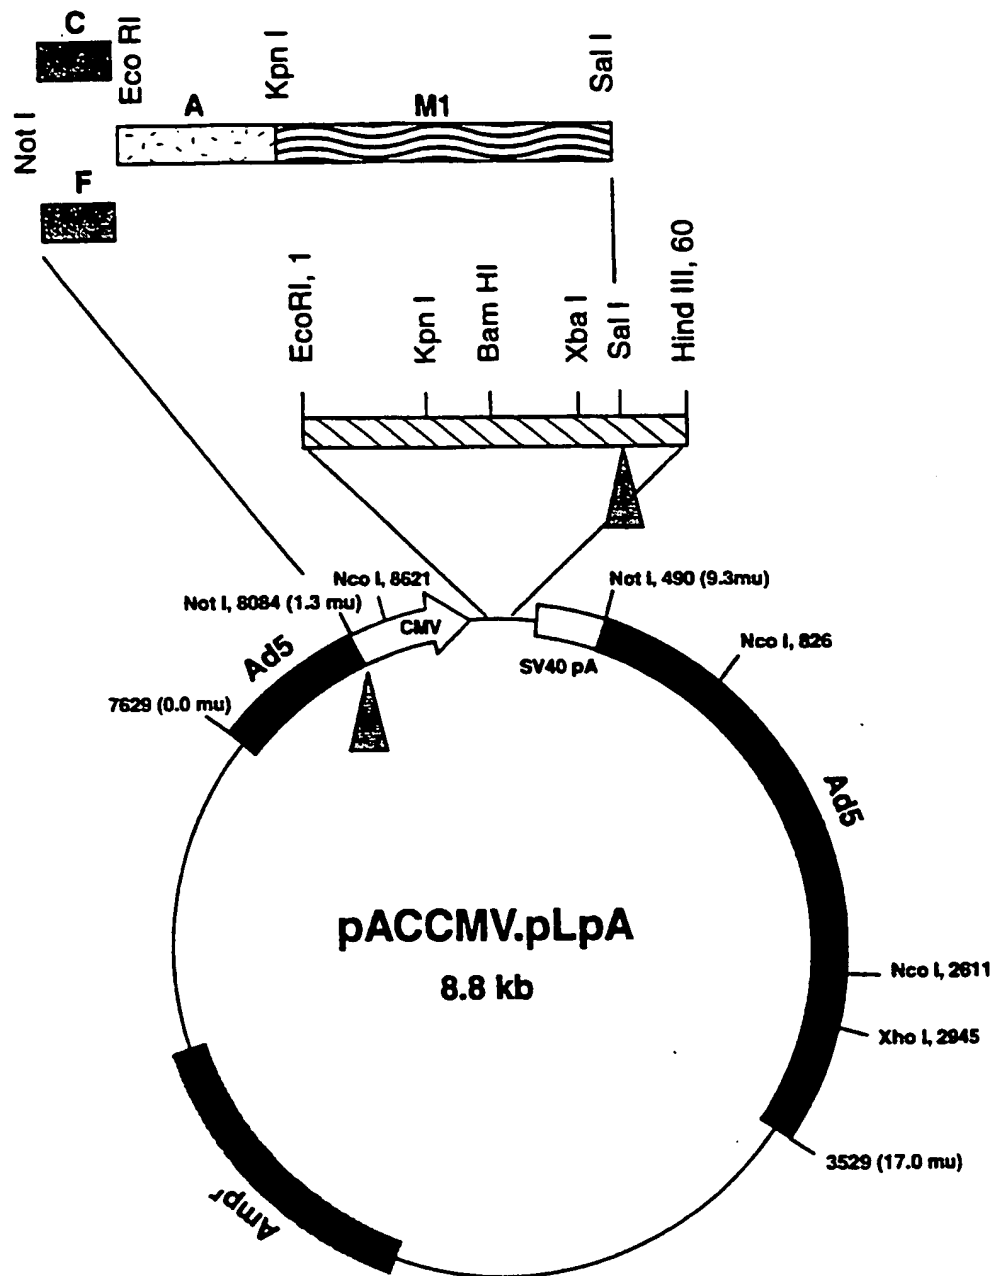 C
Eco RI
Kpn I
Sal I
Not I
A
M1
F
EcoRI, 1
Kpn I
Bam HI
Xba I
Sal I
Hind III, 60
Nco I, 8621
Not I, 8084 (1.3 mu)
CMV
Not I, 490 (9.3mu)
SV40 pA
Nco I, 826
Ad5
7629 (0.0 mu)
Ad5
pACCMV.pLpA
8.8 kb
Nco I, 2611
Xho I, 2945
3529 (17.0 mu)
Ampʳ